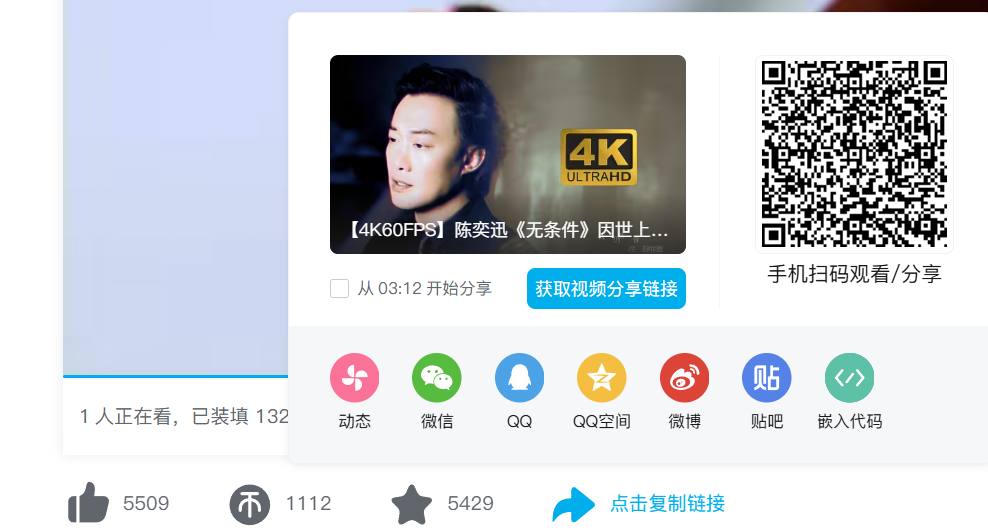 4K
ULTRAHD
【4K60FPS】陈奕迅《无条件》因世上...
从 03:12 开始分享
获取视频分享链接
手机扫码观看/分享
动态
微信
QQ
QQ空间
微博
贴
贴吧
嵌入代码
1 人正在看，已装填 132
5509
1112
5429
点击复制链接